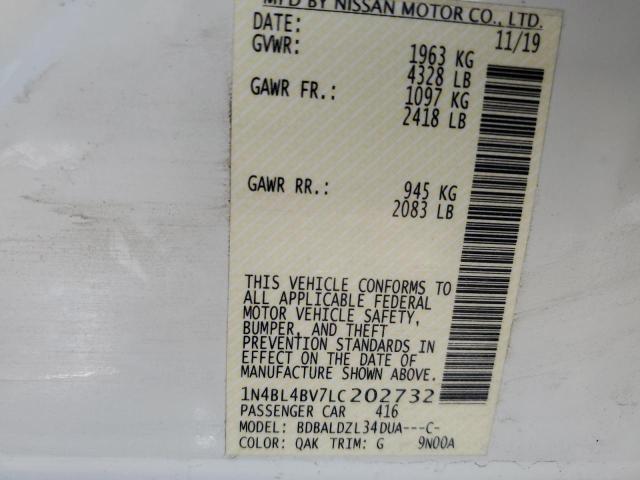 MFD BY NISSAN MOTOR CO., LTD.
DATE: 11/19
GVWR: 1963 KG
4328 LB
GAWR FR.: 1097 KG
2418 LB
GAWR RR.: 945 KG
2083 LB
THIS VEHICLE CONFORMS TO
ALL APPLICABLE FEDERAL
MOTOR VEHICLE SAFETY,
BUMPER, AND THEFT
PREVENTION STANDARDS IN
EFFECT ON THE DATE OF
MANUFACTURE SHOWN ABOVE.
1N4BL4BV7LC202732
PASSENGER CAR 416
MODEL: BDBALDZL34DUA---C-
COLOR: QAK TRIM: G 9N00A